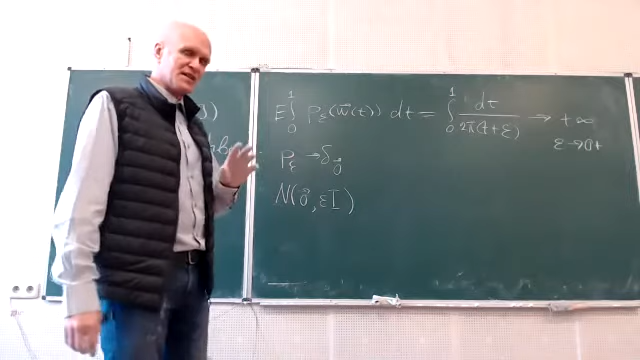 E∫₀¹ p_ε(w⃗(t)) dt = ∫₀¹ dt / 2π(t+ε) → +∞
ε→0+
p_ε → δ_0⃗
N(0⃗, εI)